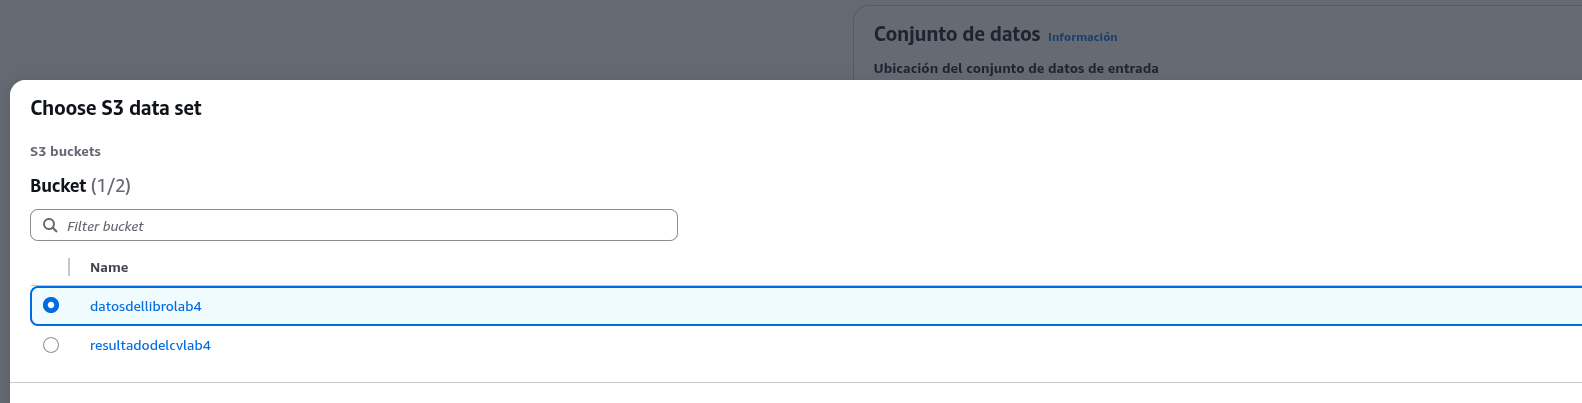 Conjunto de datos Información
Ubicación del conjunto de datos de entrada
Choose S3 data set
S3 buckets
Bucket (1/2)
Filter bucket
Name
datosdellibrolab4
resultadodelcvlab4